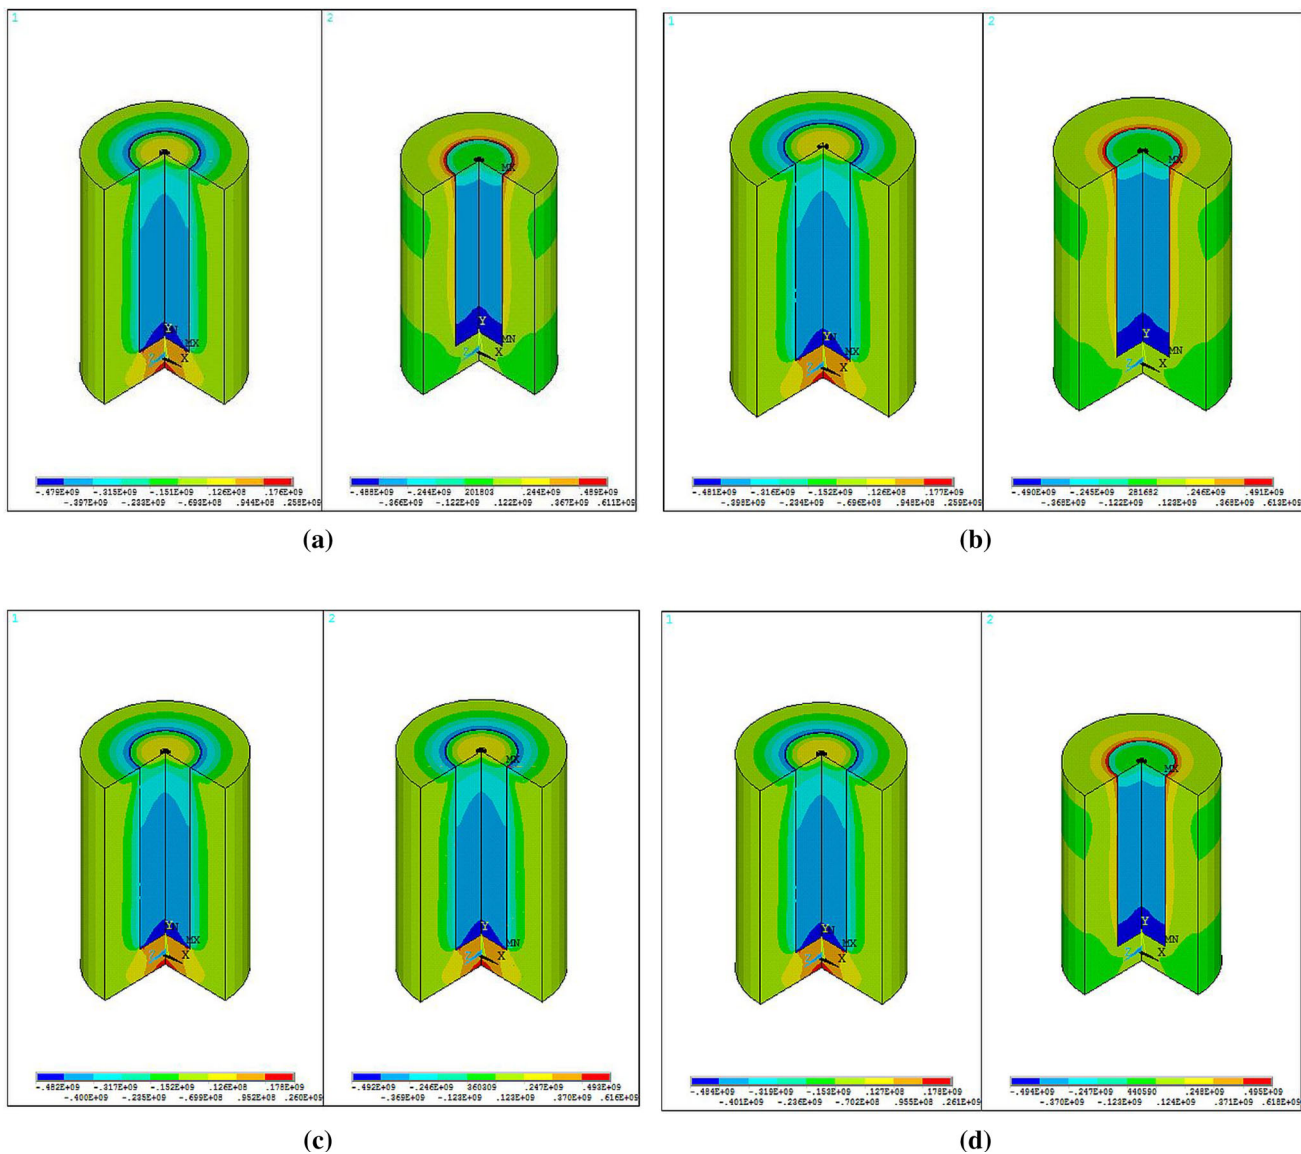 1 2
MX
Y N MX Y MN
Z X Z X
-.479E+09 -.315E+09 -.151E+09 .126E+08 .176E+09
-.397E+09 -.233E+09 -.693E+08 .944E+08 .258E+09
-.488E+09 -.244E+09 201803 .244E+09 .489E+09
-.366E+09 -.122E+09 .122E+09 .367E+09 .611E+09
(a)
1 2
MX
Y N MX Y MN
Z X Z X
-.481E+09 -.316E+09 -.152E+09 .126E+08 .177E+09
-.398E+09 -.234E+09 -.696E+08 .948E+08 .259E+09
-.490E+09 -.245E+09 281682 .246E+09 .491E+09
-.368E+09 -.122E+09 .123E+09 .368E+09 .613E+09
(b)
1 2
MX
Y N MX Y MN
Z X Z X
-.482E+09 -.317E+09 -.152E+09 .126E+08 .178E+09
-.400E+09 -.235E+09 -.699E+08 .952E+08 .260E+09
-.492E+09 -.246E+09 360309 .247E+09 .493E+09
-.369E+09 -.123E+09 .123E+09 .370E+09 .616E+09
(c)
1 2
MX
Y N MX Y MN
Z X Z X
-.484E+09 -.319E+09 -.153E+09 .127E+08 .178E+09
-.401E+09 -.236E+09 -.702E+08 .955E+08 .261E+09
-.494E+09 -.247E+09 440590 .248E+09 .495E+09
-.370E+09 -.123E+09 .124E+09 .371E+09 .618E+09
(d)